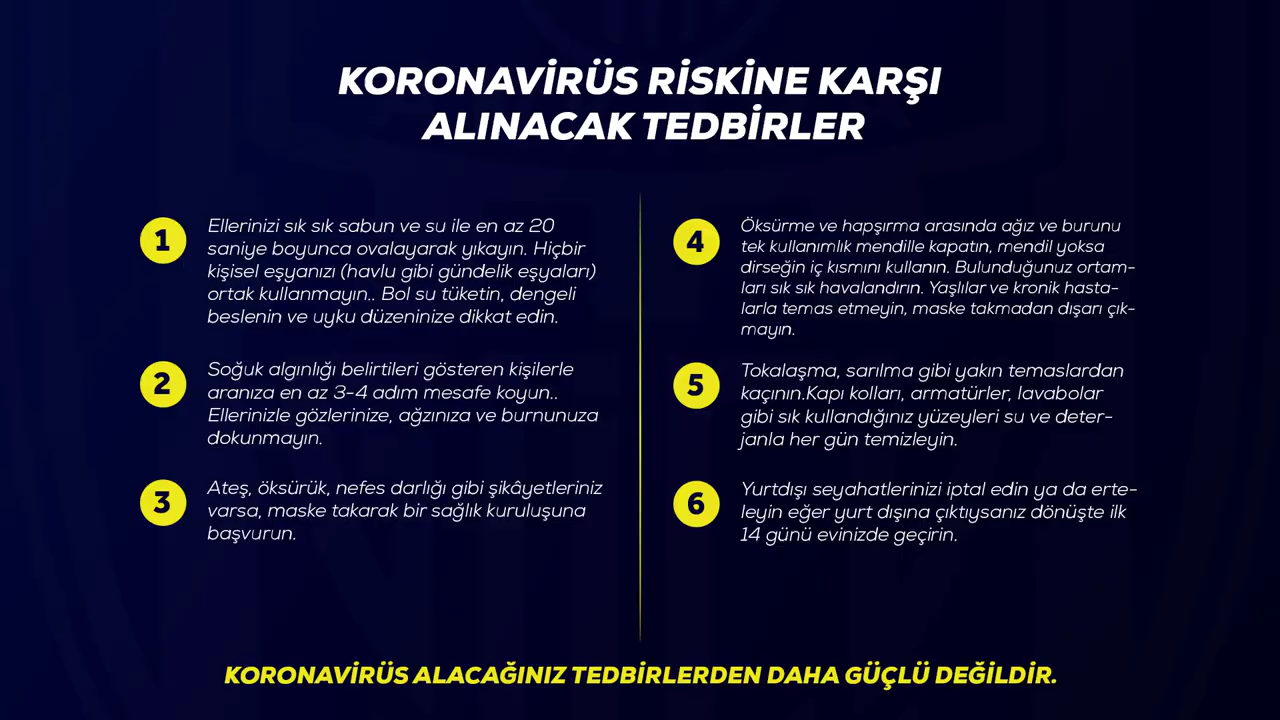 KORONAVİRÜS RİSKİNE KARŞI
ALINACAK TEDBİRLER
1
Ellerinizi sık sık sabun ve su ile en az 20
saniye boyunca ovalayarak yıkayın. Hiçbir
kişisel eşyanızı (havlu gibi gündelik eşyaları)
ortak kullanmayın.. Bol su tüketin, dengeli
beslenin ve uyku düzeninize dikkat edin.
2
Soğuk algınlığı belirtileri gösteren kişilerle
aranıza en az 3-4 adım mesafe koyun..
Ellerinizle gözlerinize, ağzınıza ve burnunuza
dokunmayın.
3
Ateş, öksürük, nefes darlığı gibi şikâyetleriniz
varsa, maske takarak bir sağlık kuruluşuna
başvurun.
4
Öksürme ve hapşırma arasında ağız ve burunu
tek kullanımlık mendille kapatın, mendil yoksa
dirseğin iç kısmını kullanın. Bulunduğunuz ortam-
ları sık sık havalandırın. Yaşlılar ve kronik hasta-
larla temas etmeyin, maske takmadan dışarı çık-
mayın.
5
Tokalaşma, sarılma gibi yakın temaslardan
kaçının.Kapı kolları, armatürler, lavabolar
gibi sık kullandığınız yüzeyleri su ve deter-
janla her gün temizleyin.
6
Yurtdışı seyahatlerinizi iptal edin ya da erte-
leyin eğer yurt dışına çıktıysanız dönüşte ilk
14 günü evinizde geçirin.
KORONAVİRÜS ALACAĞINIZ TEDBİRLERDEN DAHA GÜÇLÜ DEĞİLDİR.